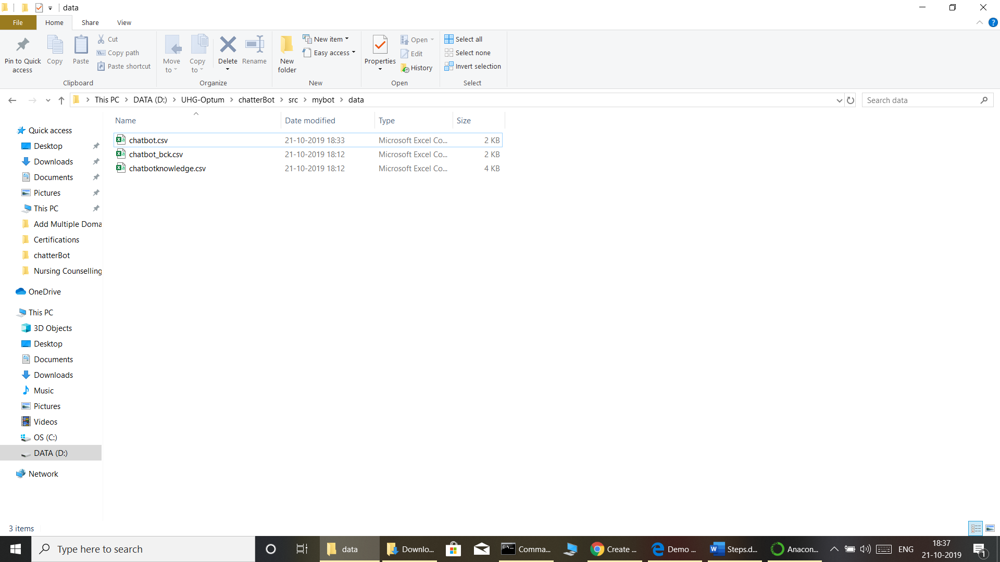 data
File Home Share View
Pin to Quick access
Copy
Paste
Cut
Copy path
Paste shortcut
Clipboard
Move to
Copy to
Delete
Rename
Organize
New folder
New item
Easy access
New
Properties
Open
Edit
History
Open
Select all
Select none
Invert selection
Select
This PC > DATA (D:) > UHG-Optum > chatterBot > src > mybot > data
Search data
Name Date modified Type Size
chatbot.csv 21-10-2019 18:33 Microsoft Excel Co... 2 KB
chatbot_bck.csv 21-10-2019 18:12 Microsoft Excel Co... 2 KB
chatbotknowledge.csv 21-10-2019 18:12 Microsoft Excel Co... 4 KB
Quick access
Desktop
Downloads
Documents
Pictures
This PC
Add Multiple Doma
Certifications
chatterBot
Nursing Counselling
OneDrive
This PC
3D Objects
Desktop
Documents
Downloads
Music
Pictures
Videos
OS (C:)
DATA (D:)
Network
3 items
Type here to search
data
Downlo...
Comma...
Create ...
Demo ...
Steps.d...
Anacon...
ENG
18:37
21-10-2019
1